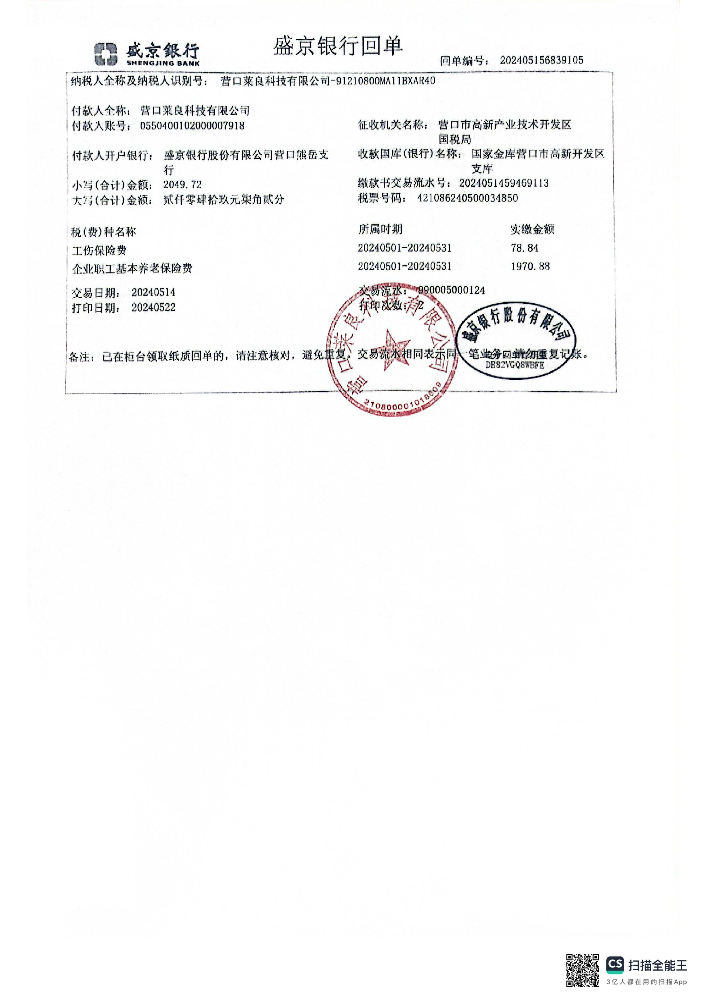 盛京銀行
SHENGJING BANK
盛京银行回单
回单编号: 202405156839105
纳税人全称及纳税人识别号: 营口莱良科技有限公司-91210800MA11BXAR40
付款人全称: 营口莱良科技有限公司
付款人账号: 0550400102000007918
征收机关名称: 营口市高新产业技术开发区
国税局
付款人开户银行: 盛京银行股份有限公司营口熊岳支
行
收款国库(银行)名称: 国家金库营口市高新开发区
支库
小写(合计)金额: 2049.72
缴款书交易流水号: 2024051459469113
大写(合计)金额: 贰仟零肆拾玖元柒角贰分
税票号码: 421086240500034850
税(费)种名称 所属时期 实缴金额
工伤保险费 20240501-20240531 78.84
企业职工基本养老保险费 20240501-20240531 1970.88
交易日期: 20240514
交易流水: 990005000124
打印日期: 20240522
打印次数: 2
营口莱良科技有限公司
210800001018609
盛京银行股份有限公司
DB82VGQ8WBFE
备注: 已在柜台领取纸质回单的, 请注意核对, 避免重复。交易流水相同表示同一笔业务, 请勿重复记账。
CS 扫描全能王
3亿人都在用的扫描App